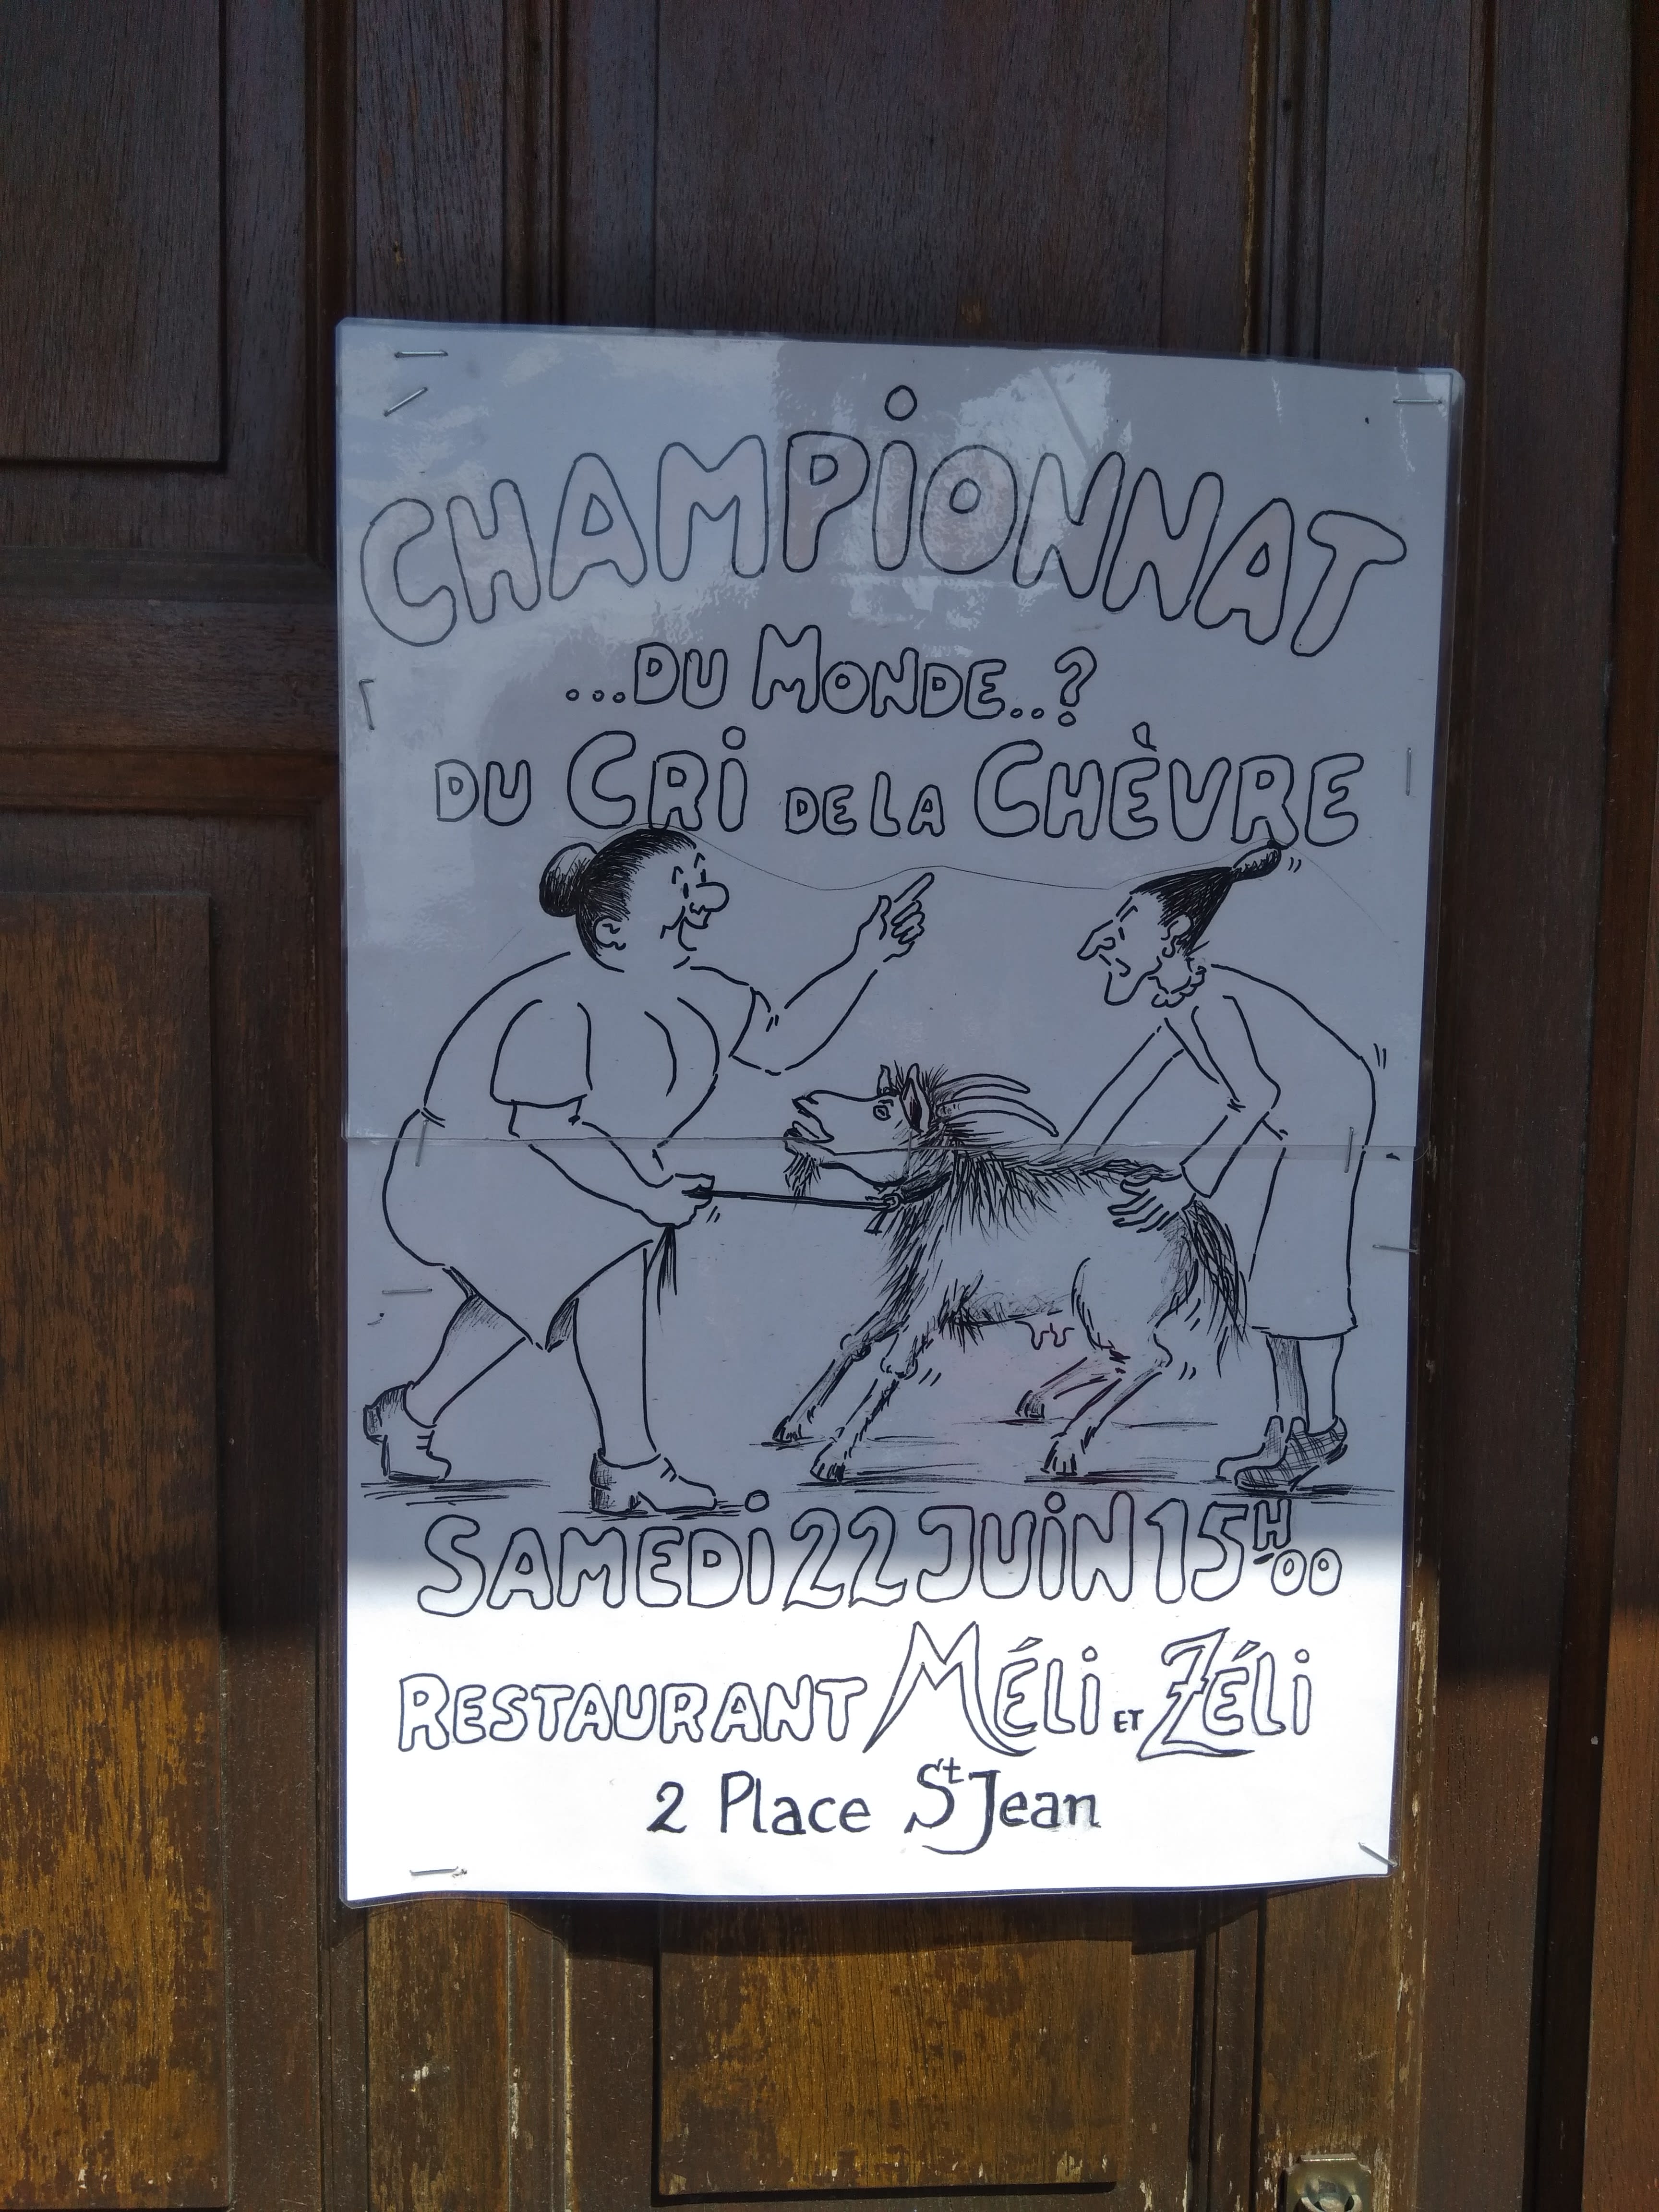 CHAMPiONNAT
...DU MONDE..?
DU CRi DE LA CHÈVRE
SAMEDi 22 JUiN 15H00
RESTAURANT MÉLi ET ZÉLi
2 Place St Jean